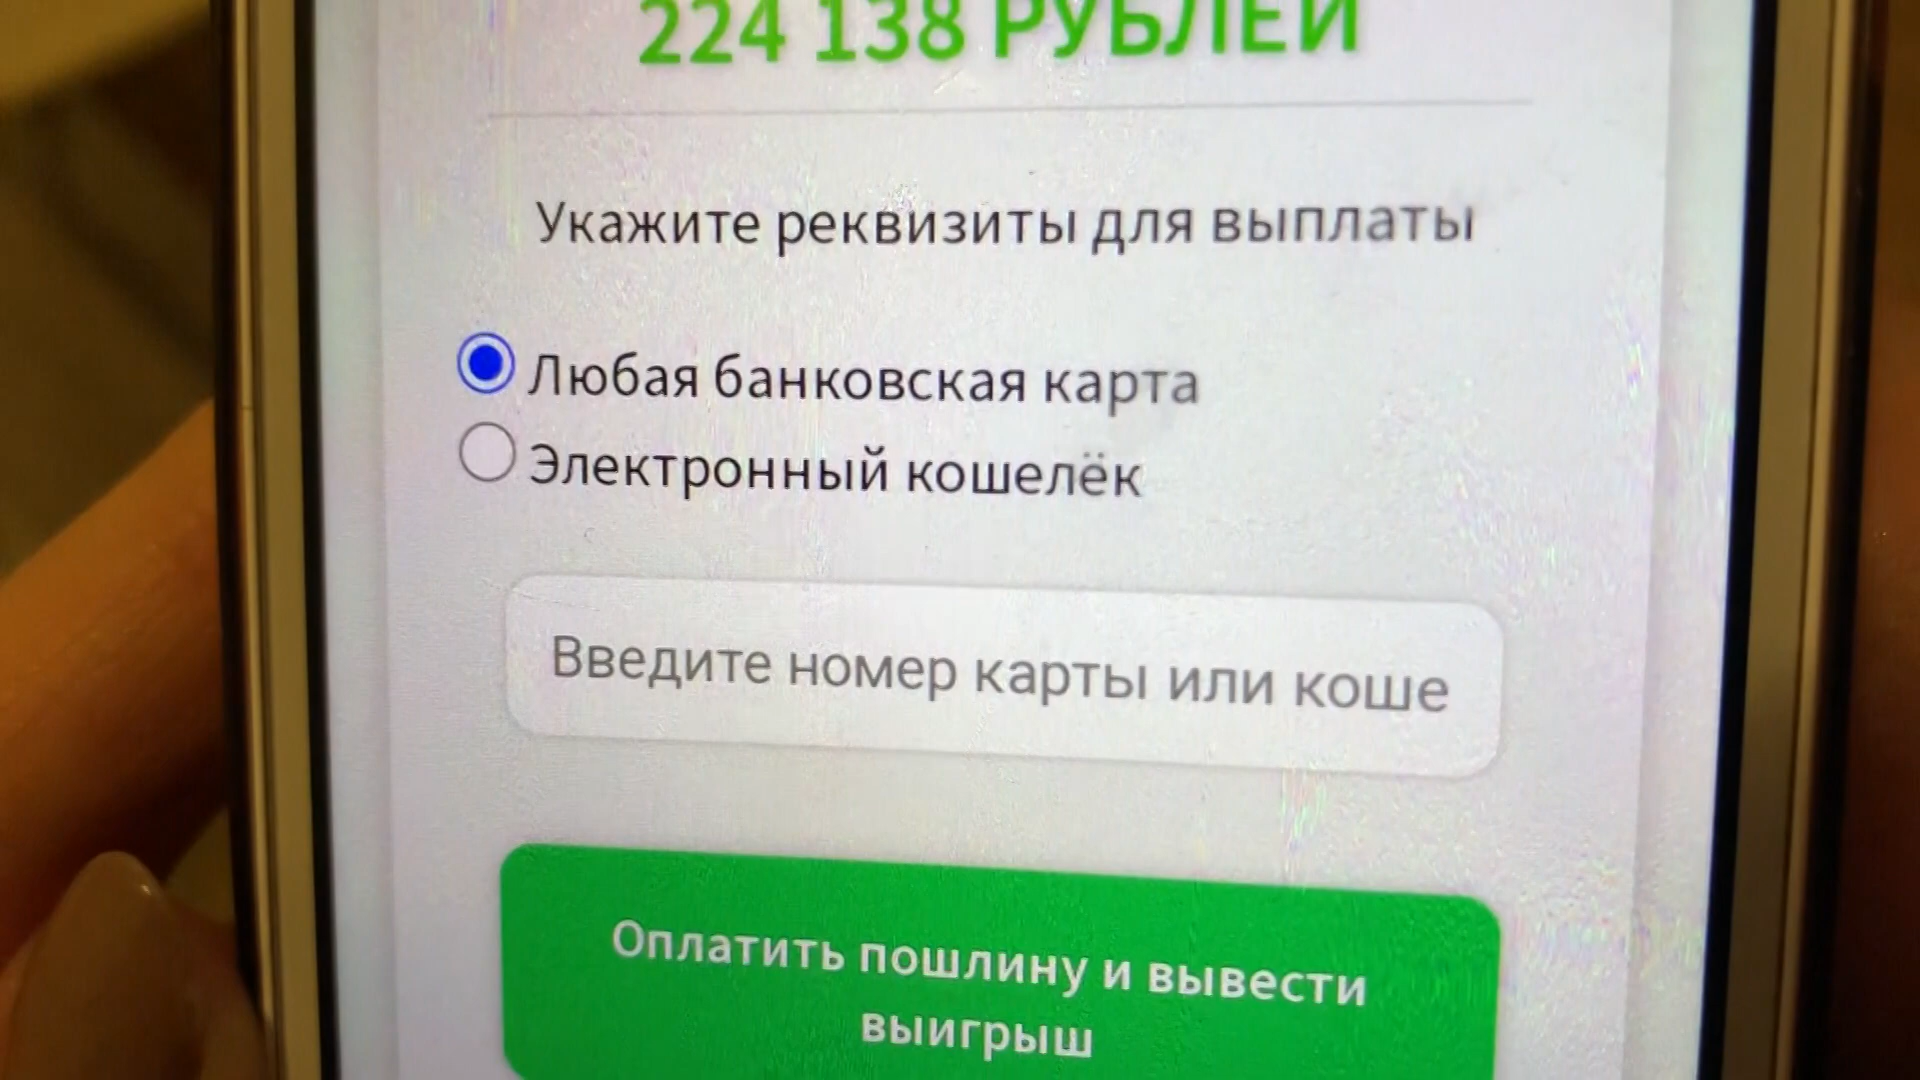 224 138 РУБЛЕЙ
Укажите реквизиты для выплаты
Любая банковская карта
Электронный кошелёк
Введите номер карты или коше
Оплатить пошлину и вывести
выигрыш